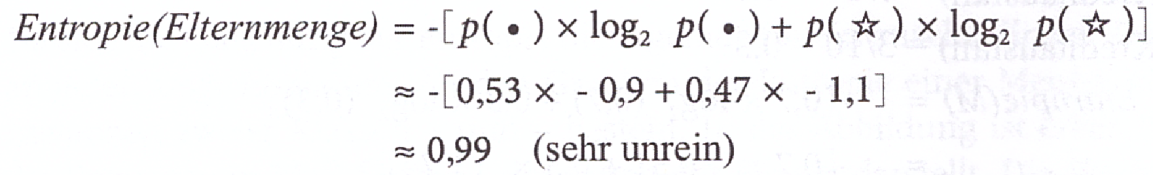 Entropie(Elternmenge) = -[p( • ) × log₂ p( • ) + p( ☆ ) × log₂ p( ☆ )]
≈ -[0,53 × - 0,9 + 0,47 × - 1,1]
≈ 0,99 (sehr unrein)